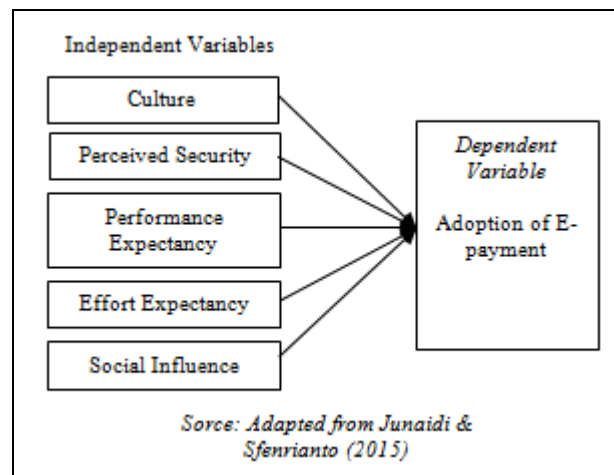 Independent Variables
Culture
Perceived Security
Performance
Expectancy
Effort Expectancy
Social Influence
Dependent
Variable
Adoption of E-
payment
Sorce: Adapted from Junaidi &
Sfenrianto (2015)